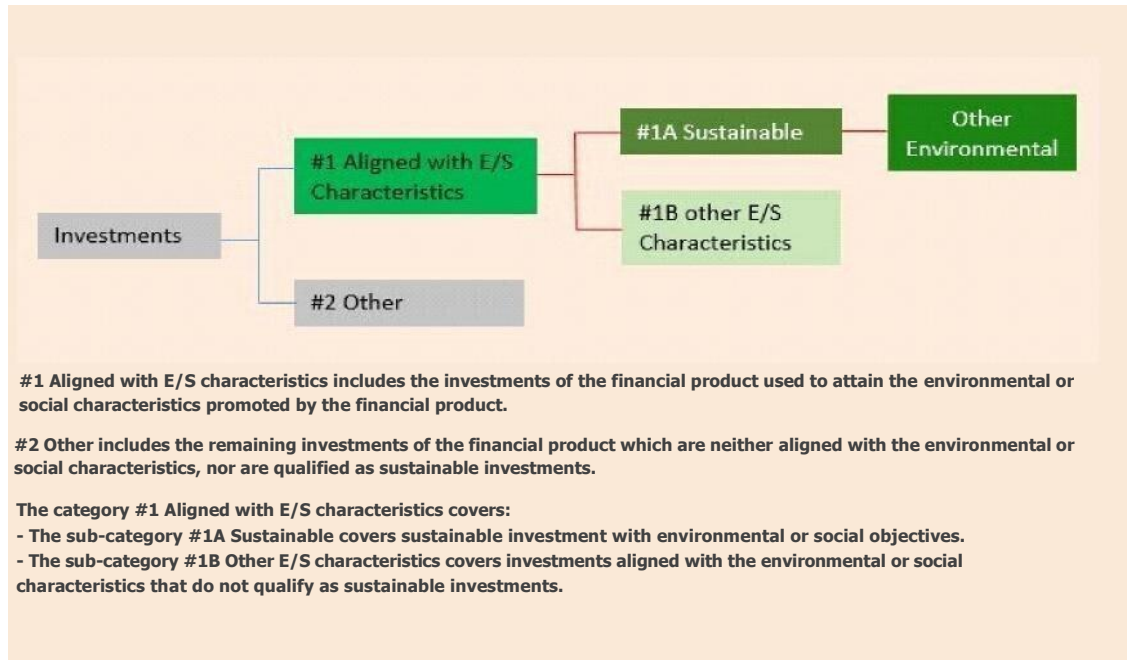 Other
Environmental
#1A Sustainable
#1 Aligned with E/S
Characteristics
#1B other E/S
Characteristics
Investments
#2 Other
#1 Aligned with E/S characteristics includes the investments of the financial product used to attain the environmental or
social characteristics promoted by the financial product.
#2 Other includes the remaining investments of the financial product which are neither aligned with the environmental or
social characteristics, nor are qualified as sustainable investments.
The category #1 Aligned with E/S characteristics covers:
- The sub-category #1A Sustainable covers sustainable investment with environmental or social objectives.
- The sub-category #1B Other E/S characteristics covers investments aligned with the environmental or social
characteristics that do not qualify as sustainable investments.